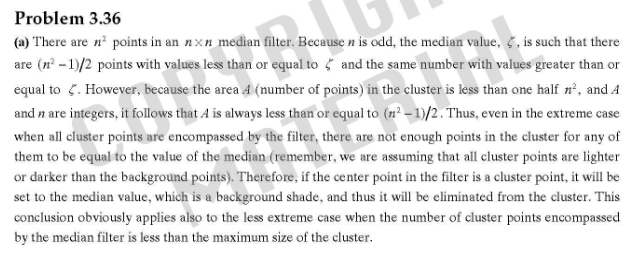 Problem 3.36
(a) There are n² points in an n×n median filter. Because n is odd, the median value, ζ, is such that there
are (n² – 1)/2 points with values less than or equal to ζ and the same number with values greater than or
equal to ζ. However, because the area A (number of points) in the cluster is less than one half n², and A
and n are integers, it follows that A is always less than or equal to (n² – 1)/2. Thus, even in the extreme case
when all cluster points are encompassed by the filter, there are not enough points in the cluster for any of
them to be equal to the value of the median (remember, we are assuming that all cluster points are lighter
or darker than the background points). Therefore, if the center point in the filter is a cluster point, it will be
set to the median value, which is a background shade, and thus it will be eliminated from the cluster. This
conclusion obviously applies also to the less extreme case when the number of cluster points encompassed
by the median filter is less than the maximum size of the cluster.
COPYRIGHT
MATERIAL